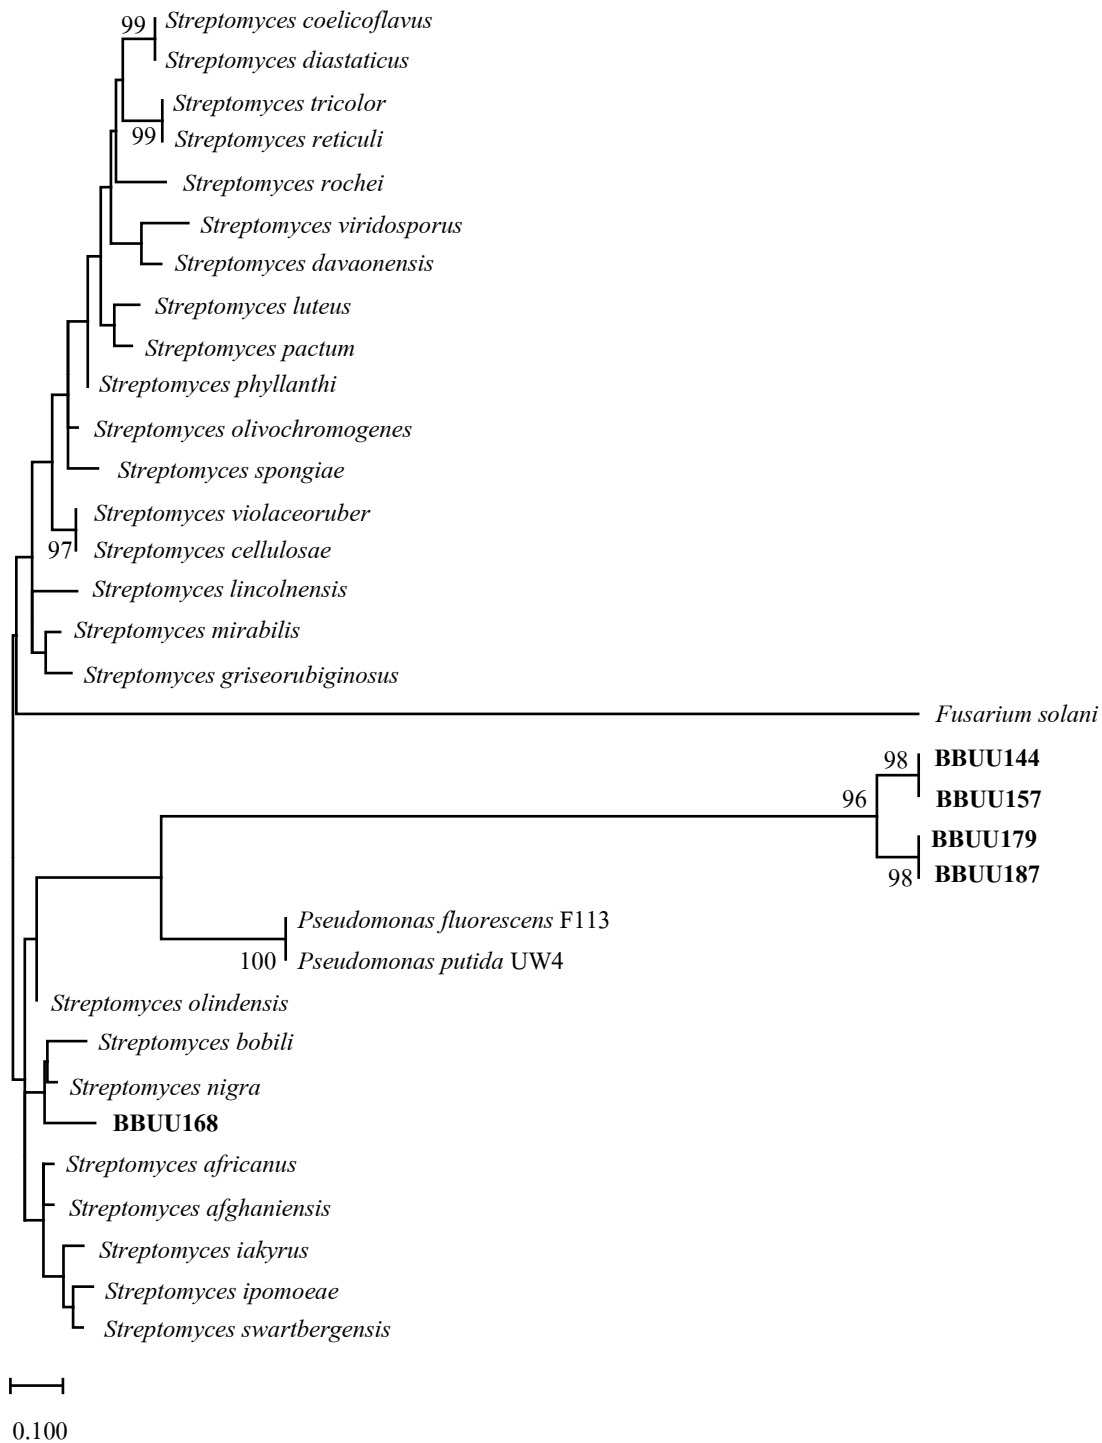 99
Streptomyces coelicoflavus
Streptomyces diastaticus
Streptomyces tricolor
99
Streptomyces reticuli
Streptomyces rochei
Streptomyces viridosporus
Streptomyces davaonensis
Streptomyces luteus
Streptomyces pactum
Streptomyces phyllanthi
Streptomyces olivochromogenes
Streptomyces spongiae
Streptomyces violaceoruber
97
Streptomyces cellulosae
Streptomyces lincolnensis
Streptomyces mirabilis
Streptomyces griseorubiginosus
Fusarium solani
98
BBUU144
96
BBUU157
BBUU179
98
BBUU187
Pseudomonas fluorescens F113
100
Pseudomonas putida UW4
Streptomyces olindensis
Streptomyces bobili
Streptomyces nigra
BBUU168
Streptomyces africanus
Streptomyces afghaniensis
Streptomyces iakyrus
Streptomyces ipomoeae
Streptomyces swartbergensis
0.100